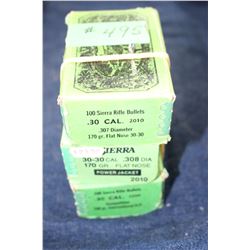 # 495
100 Sierra Rifle Bullets
.30 CAL. 2010
.307 Diameter
170 gr. Flat Nose 30-30
SIERRA
30-30 CAL. .308 DIA
170 GR. FLAT NOSE
POWER JACKET
2010
100 Sierra Rifle Bullets
.30 CAL.